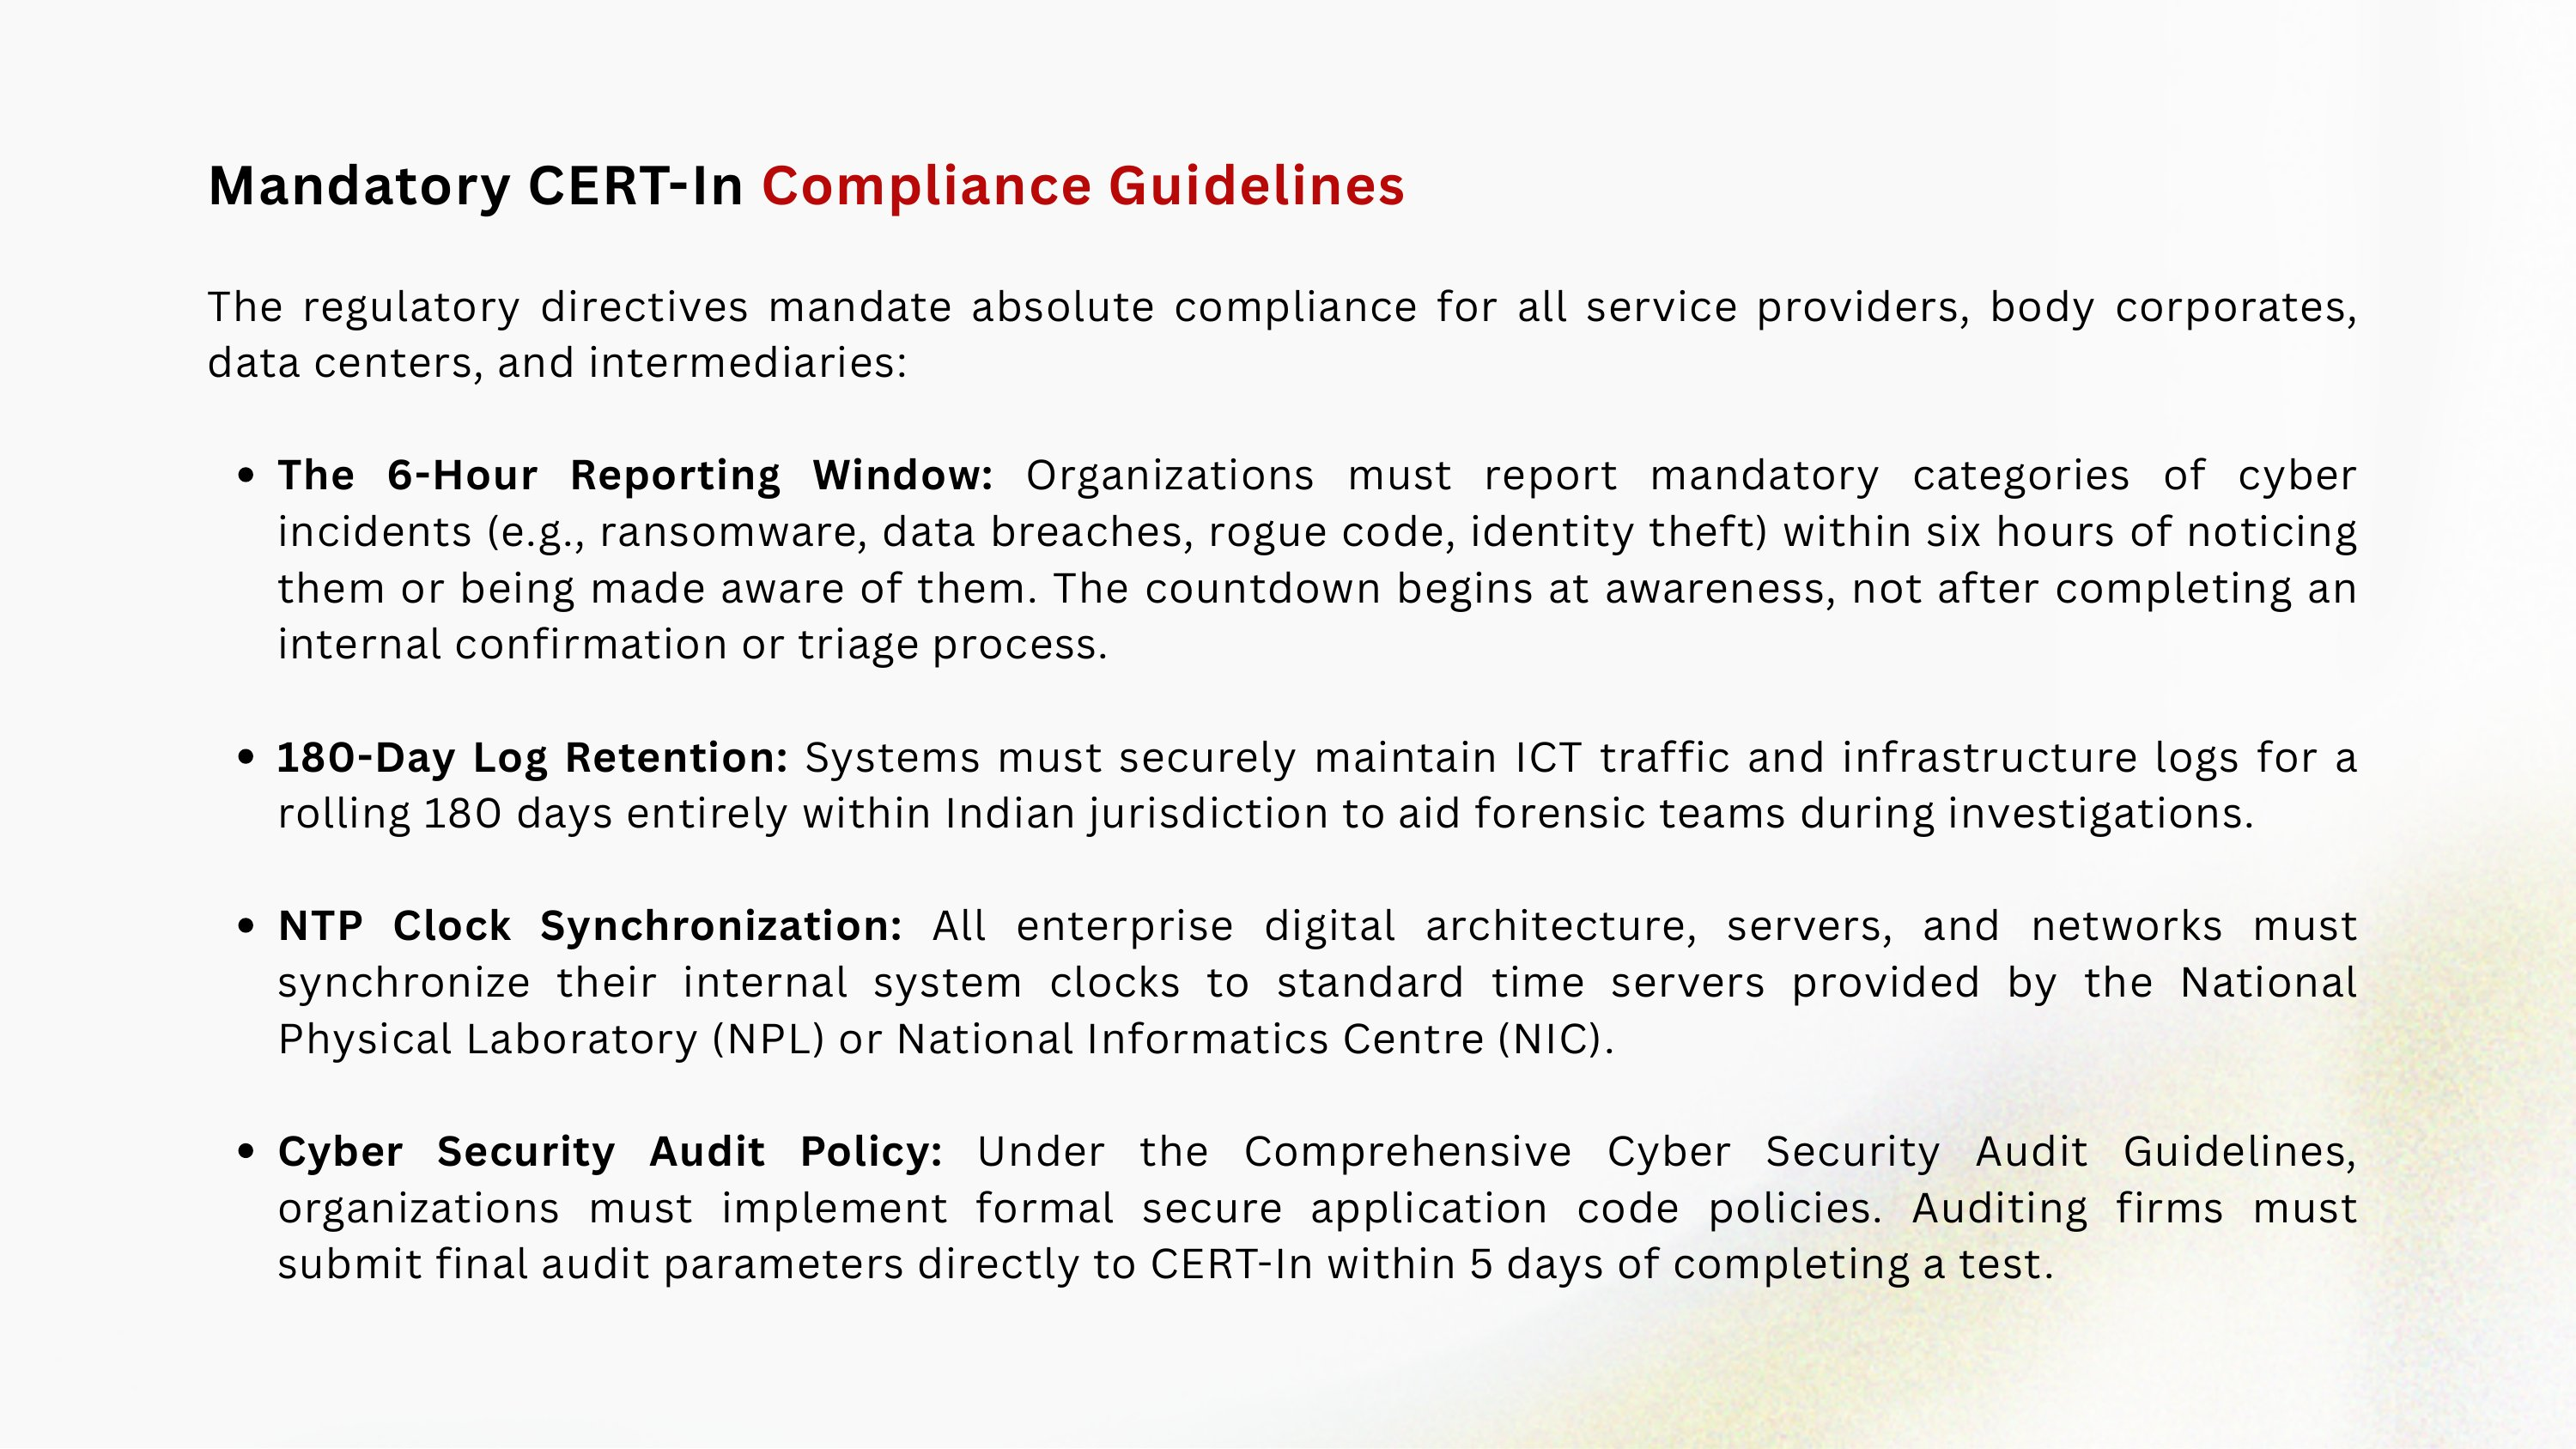 Mandatory CERT-In Compliance Guidelines
The regulatory directives mandate absolute compliance for all service providers, body corporates,
data centers, and intermediaries:
• The 6-Hour Reporting Window: Organizations must report mandatory categories of cyber
incidents (e.g., ransomware, data breaches, rogue code, identity theft) within six hours of noticing
them or being made aware of them. The countdown begins at awareness, not after completing an
internal confirmation or triage process.
• 180-Day Log Retention: Systems must securely maintain ICT traffic and infrastructure logs for a
rolling 180 days entirely within Indian jurisdiction to aid forensic teams during investigations.
• NTP Clock Synchronization: All enterprise digital architecture, servers, and networks must
synchronize their internal system clocks to standard time servers provided by the National
Physical Laboratory (NPL) or National Informatics Centre (NIC).
• Cyber Security Audit Policy: Under the Comprehensive Cyber Security Audit Guidelines,
organizations must implement formal secure application code policies. Auditing firms must
submit final audit parameters directly to CERT-In within 5 days of completing a test.